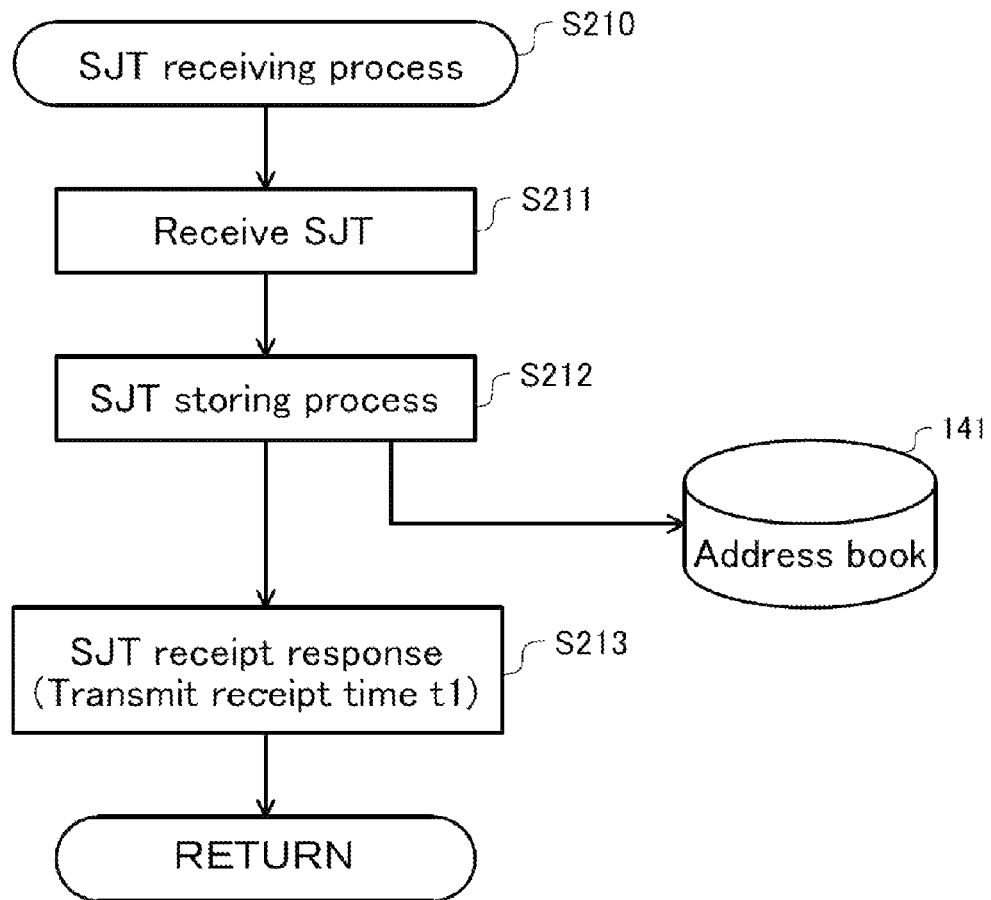 SJT receiving process
S210
Receive SJT
S211
SJT storing process
S212
141
Address book
SJT receipt response
(Transmit receipt time t1)
S213
RETURN